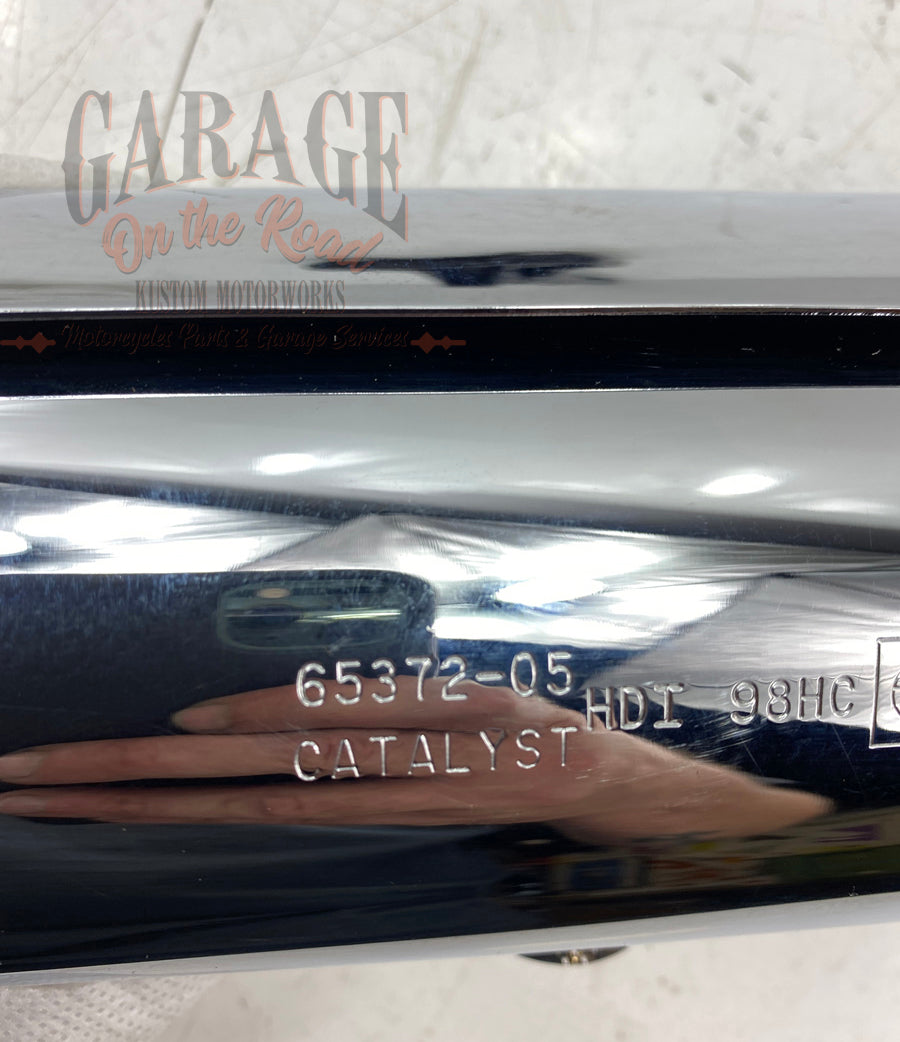 GARAGE
On the Road
KUSTOM MOTORWORKS
Motorcycles Parts & Garage Services
65372-05
HDI 98HC
CATALYST